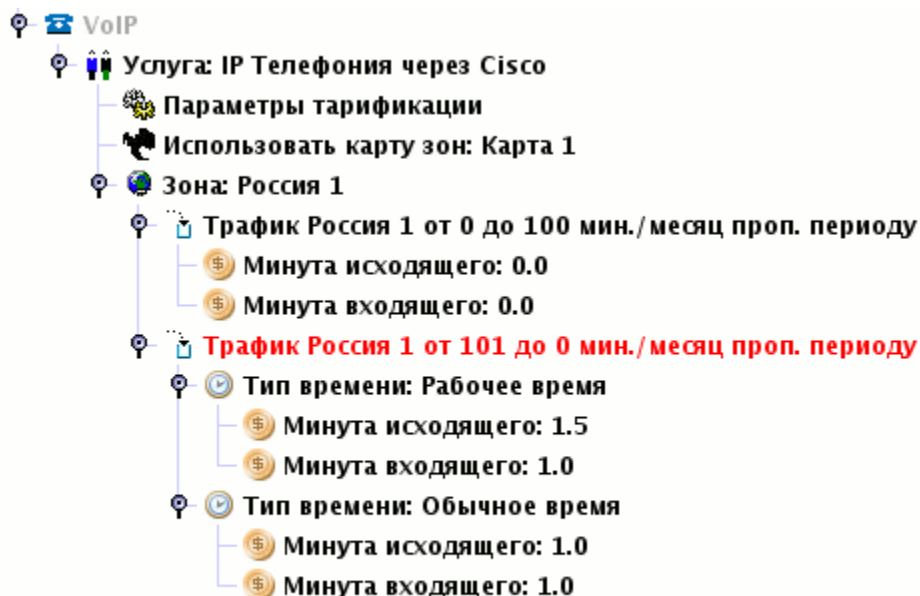 VoIP
Услуга: IP Телефония через Cisco
Параметры тарификации
Использовать карту зон: Карта 1
Зона: Россия 1
Трафик Россия 1 от 0 до 100 мин./месяц проп. периоду
Минута исходящего: 0.0
Минута входящего: 0.0
Трафик Россия 1 от 101 до 0 мин./месяц проп. периоду
Тип времени: Рабочее время
Минута исходящего: 1.5
Минута входящего: 1.0
Тип времени: Обычное время
Минута исходящего: 1.0
Минута входящего: 1.0